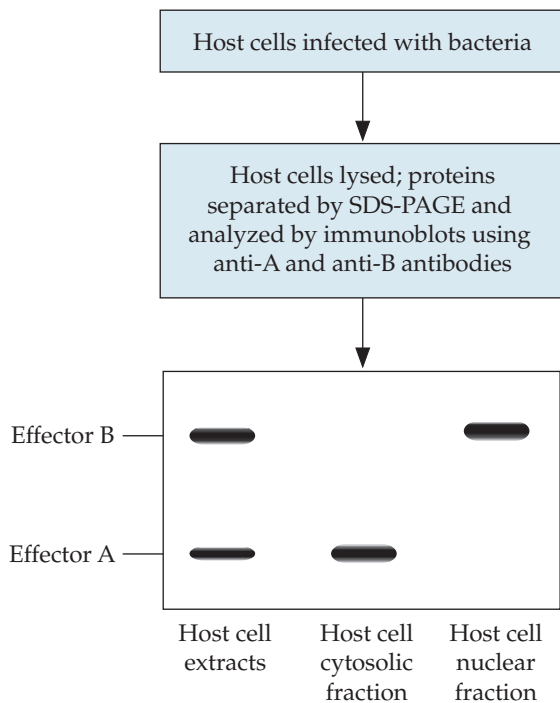 Host cells infected with bacteria
Host cells lysed; proteins
separated by SDS-PAGE and
analyzed by immunoblots using
anti-A and anti-B antibodies
Effector B
Effector A
Host cell
extracts
Host cell
cytosolic
fraction
Host cell
nuclear
fraction